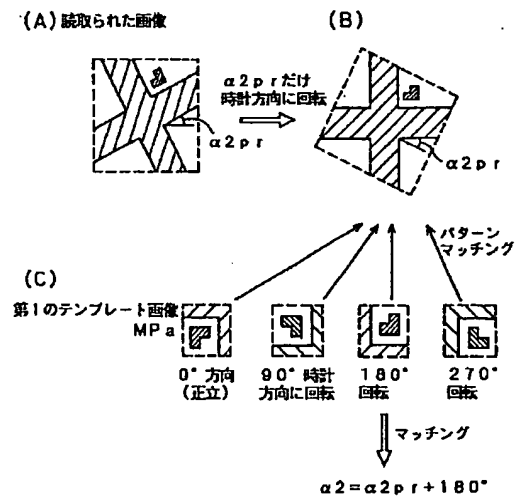 (A) 読取られた画像
(B)
α2prだけ
時計方向に回転
α2pr
α2pr
パターン
マッチング
(C)
第1のテンプレート画像
MPa
0°方向
(正立)
90°時計
方向に回転
180°
回転
270°
回転
マッチング
α2=α2pr+180°